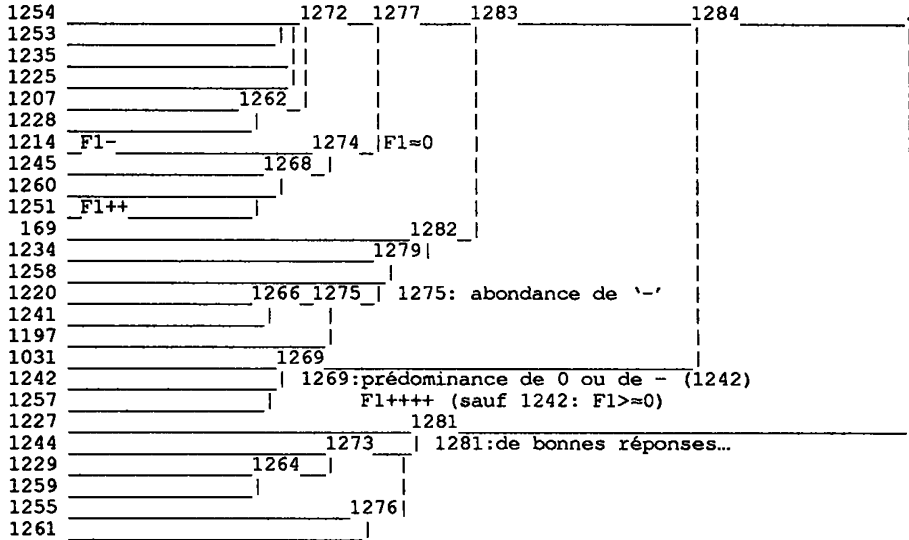 1254 1272 1277 1283 1284
1253
1235
1225
1207 1262
1228
1214 F1- 1274 F1≈0
1245 1268
1260
1251 F1++
169 1282
1234 1279
1258
1220 1266 1275 1275: abondance de '-'
1241
1197
1031 1269
1242 1269:prédominance de 0 ou de - (1242)
1257 F1++++ (sauf 1242: F1>≈0)
1227 1281
1244 1273 1281:de bonnes réponses…
1229 1264
1259
1255 1276
1261